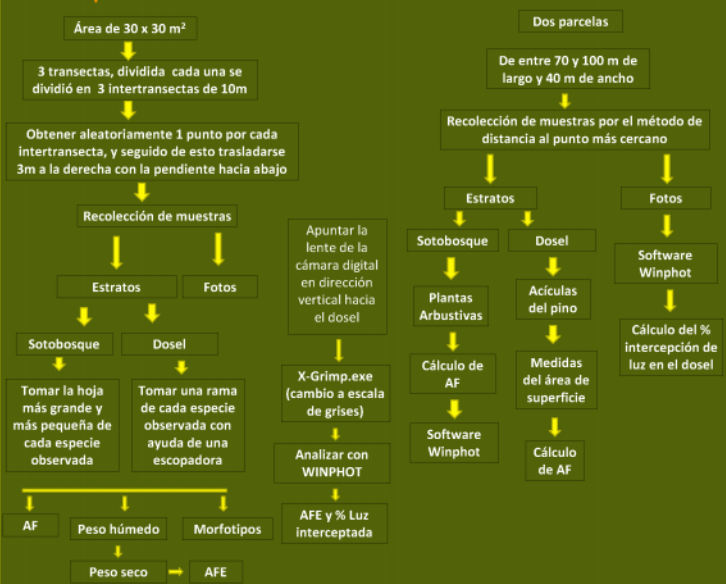 Área de 30 x 30 m²
3 transectas, dividida cada una se
dividió en 3 intertransectas de 10m
Obtener aleatoriamente 1 punto por cada
intertransecta, y seguido de esto trasladarse
3m a la derecha con la pendiente hacia abajo
Recolección de muestras
Estratos
Fotos
Sotobosque
Dosel
Tomar la hoja
más grande y
más pequeña de
cada especie
observada
Tomar una rama
de cada especie
observada con
ayuda de una
escopadora
AF
Peso húmedo
Morfotipos
Peso seco
AFE
Apuntar la
lente de la
cámara digital
en dirección
vertical hacia
el dosel
X-Grimp.exe
(cambio a escala
de grises)
Analizar con
WINPHOT
AFE y % Luz
interceptada
Dos parcelas
De entre 70 y 100 m de
largo y 40 m de ancho
Recolección de muestras por el método de
distancia al punto más cercano
Estratos
Fotos
Sotobosque
Dosel
Plantas
Arbustivas
Cálculo de
AF
Software
Winphot
Acículas
del pino
Medidas
del área de
superficie
Cálculo
de AF
Software
Winphot
Cálculo del %
intercepción de
luz en el dosel